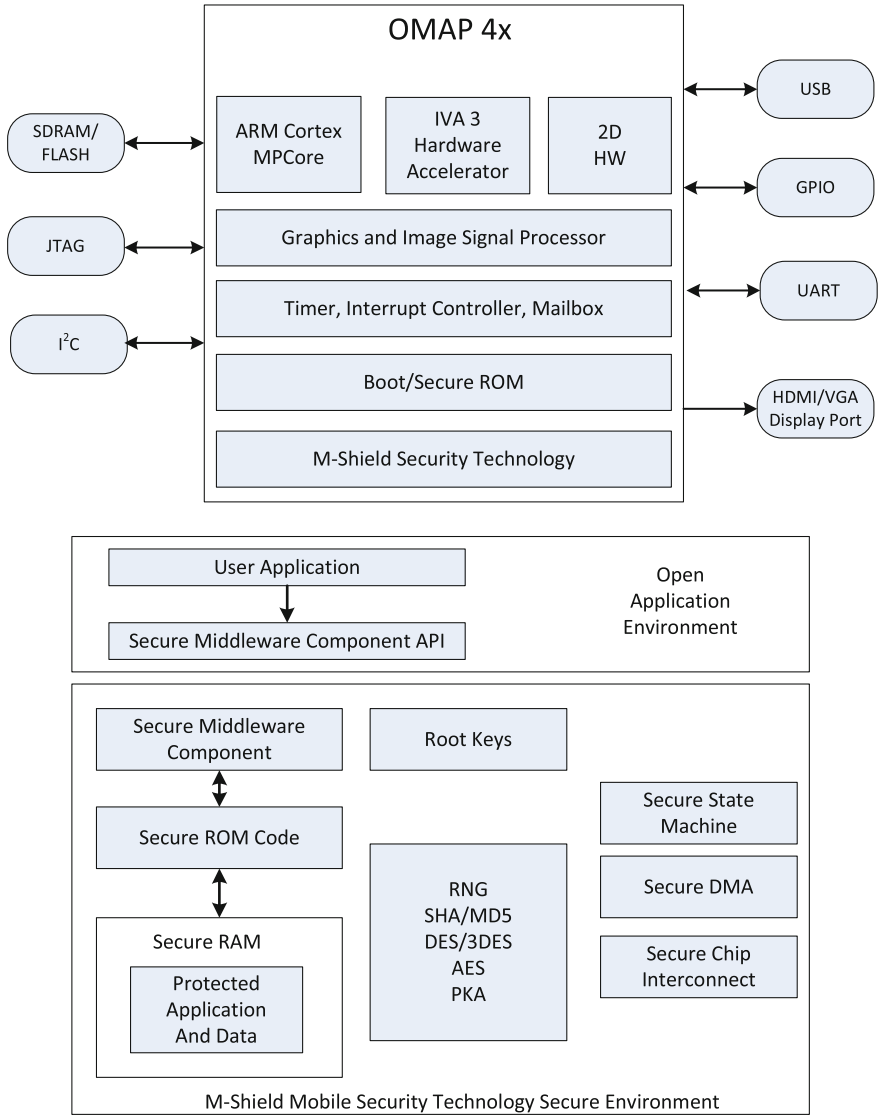 OMAP 4x
SDRAM/
FLASH
JTAG
I²C
ARM Cortex
MPCore
IVA 3
Hardware
Accelerator
2D
HW
Graphics and Image Signal Processor
Timer, Interrupt Controller, Mailbox
Boot/Secure ROM
M-Shield Security Technology
USB
GPIO
UART
HDMI/VGA
Display Port
User Application
Secure Middleware Component API
Open
Application
Environment
Secure Middleware
Component
Secure ROM Code
Secure RAM
Protected
Application
And Data
Root Keys
RNG
SHA/MD5
DES/3DES
AES
PKA
Secure State
Machine
Secure DMA
Secure Chip
Interconnect
M-Shield Mobile Security Technology Secure Environment